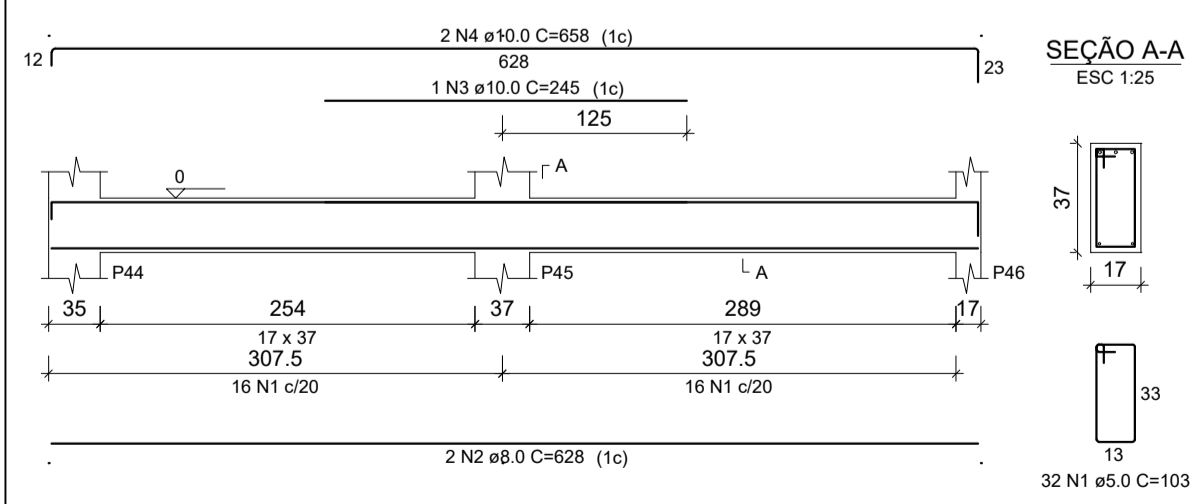 2 N4 ø10.0 C=658 (1c)
12
628
23
1 N3 ø10.0 C=245 (1c)
125
A
0
P44
P45
A
P46
35
254
37
289
17
17 x 37
17 x 37
307.5
307.5
16 N1 c/20
16 N1 c/20
2 N2 ø8.0 C=628 (1c)
SEÇÃO A-A
ESC 1:25
37
17
33
13
32 N1 ø5.0 C=103